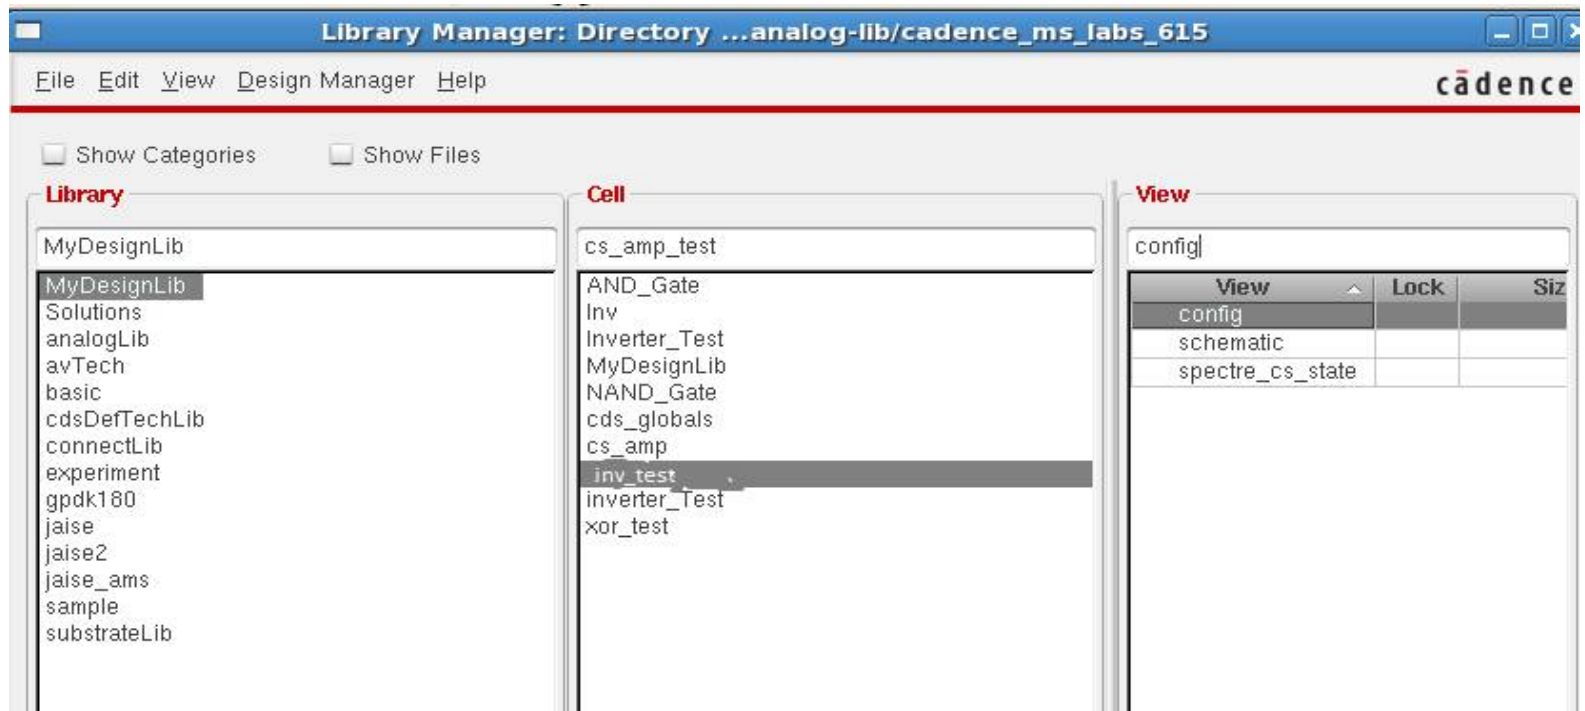 Library Manager: Directory ...analog-lib/cadence_ms_labs_615
File Edit View Design Manager Help
cādence
Show Categories Show Files
Library
MyDesignLib
MyDesignLib
Solutions
analogLib
avTech
basic
cdsDefTechLib
connectLib
experiment
gpdk180
jaise
jaise2
jaise_ams
sample
substrateLib
Cell
cs_amp_test
AND_Gate
Inv
Inverter_Test
MyDesignLib
NAND_Gate
cds_globals
cs_amp
inv_test
inverter_Test
xor_test
View
config
View Lock Siz
config
schematic
spectre_cs_state